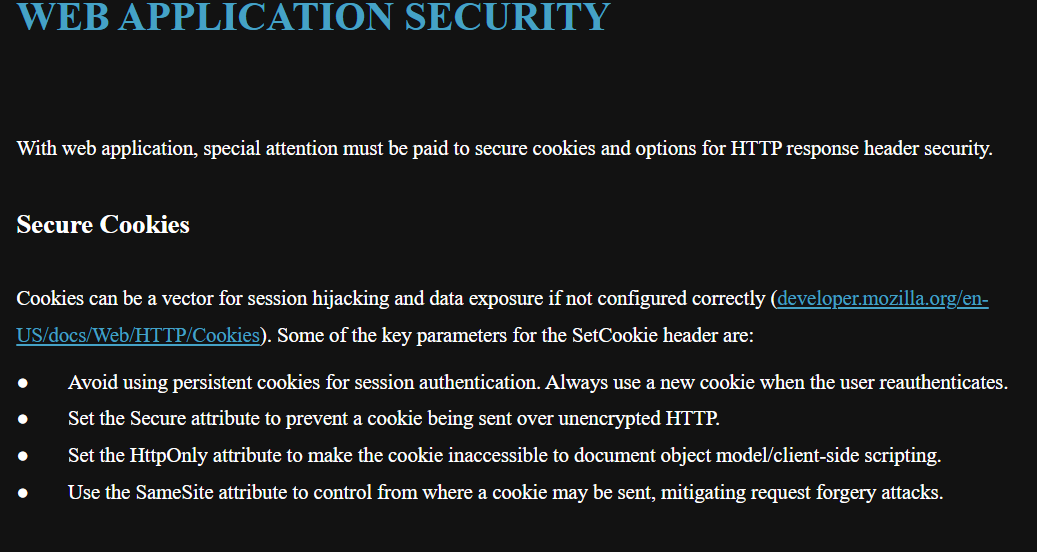 WEB APPLICATION SECURITY
With web application, special attention must be paid to secure cookies and options for HTTP response header security.
Secure Cookies
Cookies can be a vector for session hijacking and data exposure if not configured correctly (developer.mozilla.org/en-
US/docs/Web/HTTP/Cookies). Some of the key parameters for the SetCookie header are:
● Avoid using persistent cookies for session authentication. Always use a new cookie when the user reauthenticates.
● Set the Secure attribute to prevent a cookie being sent over unencrypted HTTP.
● Set the HttpOnly attribute to make the cookie inaccessible to document object model/client-side scripting.
● Use the SameSite attribute to control from where a cookie may be sent, mitigating request forgery attacks.